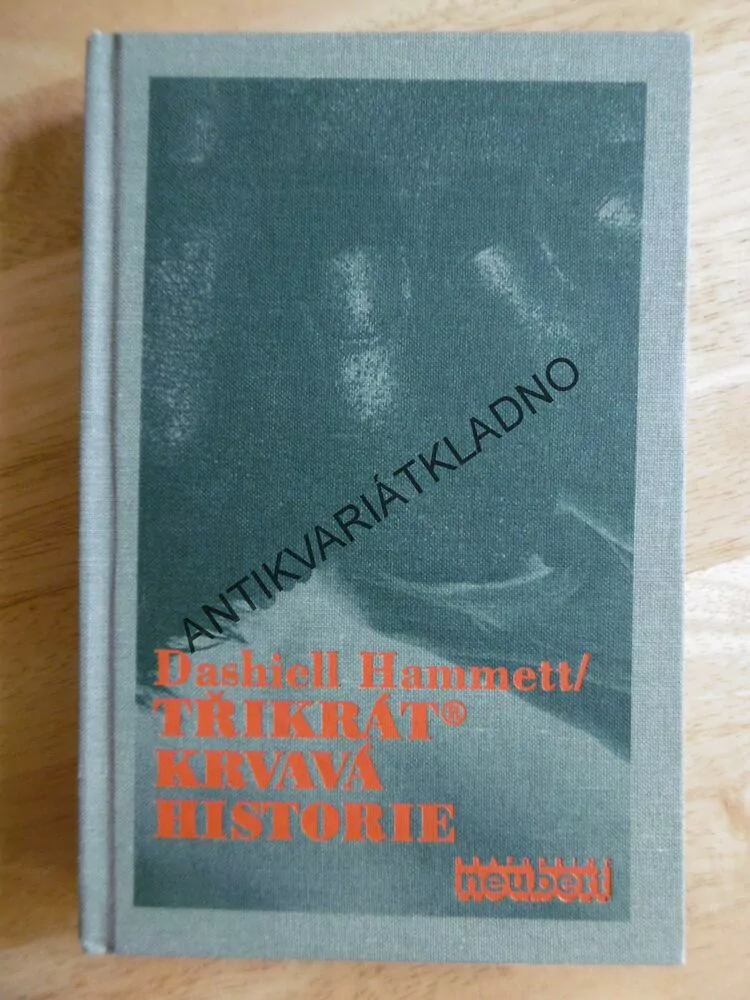 ANTIKVARIÁTKLADNO
Dashiell Hammett/
TŘIKRÁT®
KRVAVÁ
HISTORIE
neubert